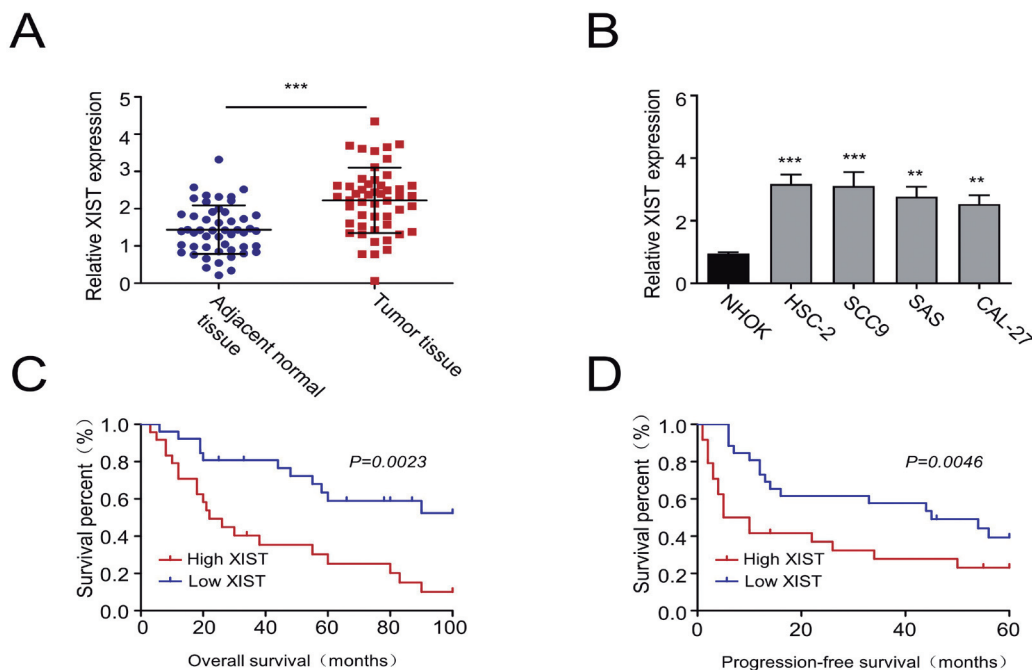 A
Relative XIST expression
5
4
3
2
1
0
***
Adjacent normal
tissue
Tumor tissue
B
Relative XIST expression
6
4
2
0
***
***
**
**
NHOK
HSC-2
SCC9
SAS
CAL-27
C
Survival percent（%）
1.0
0.8
0.6
0.4
0.2
0.0
P=0.0023
High XIST
Low XIST
0
20
40
60
80
100
Overall survival（months）
D
Survival percent（%）
1.0
0.8
0.6
0.4
0.2
0.0
P=0.0046
High XIST
Low XIST
0
20
40
60
Progression-free survival（months）